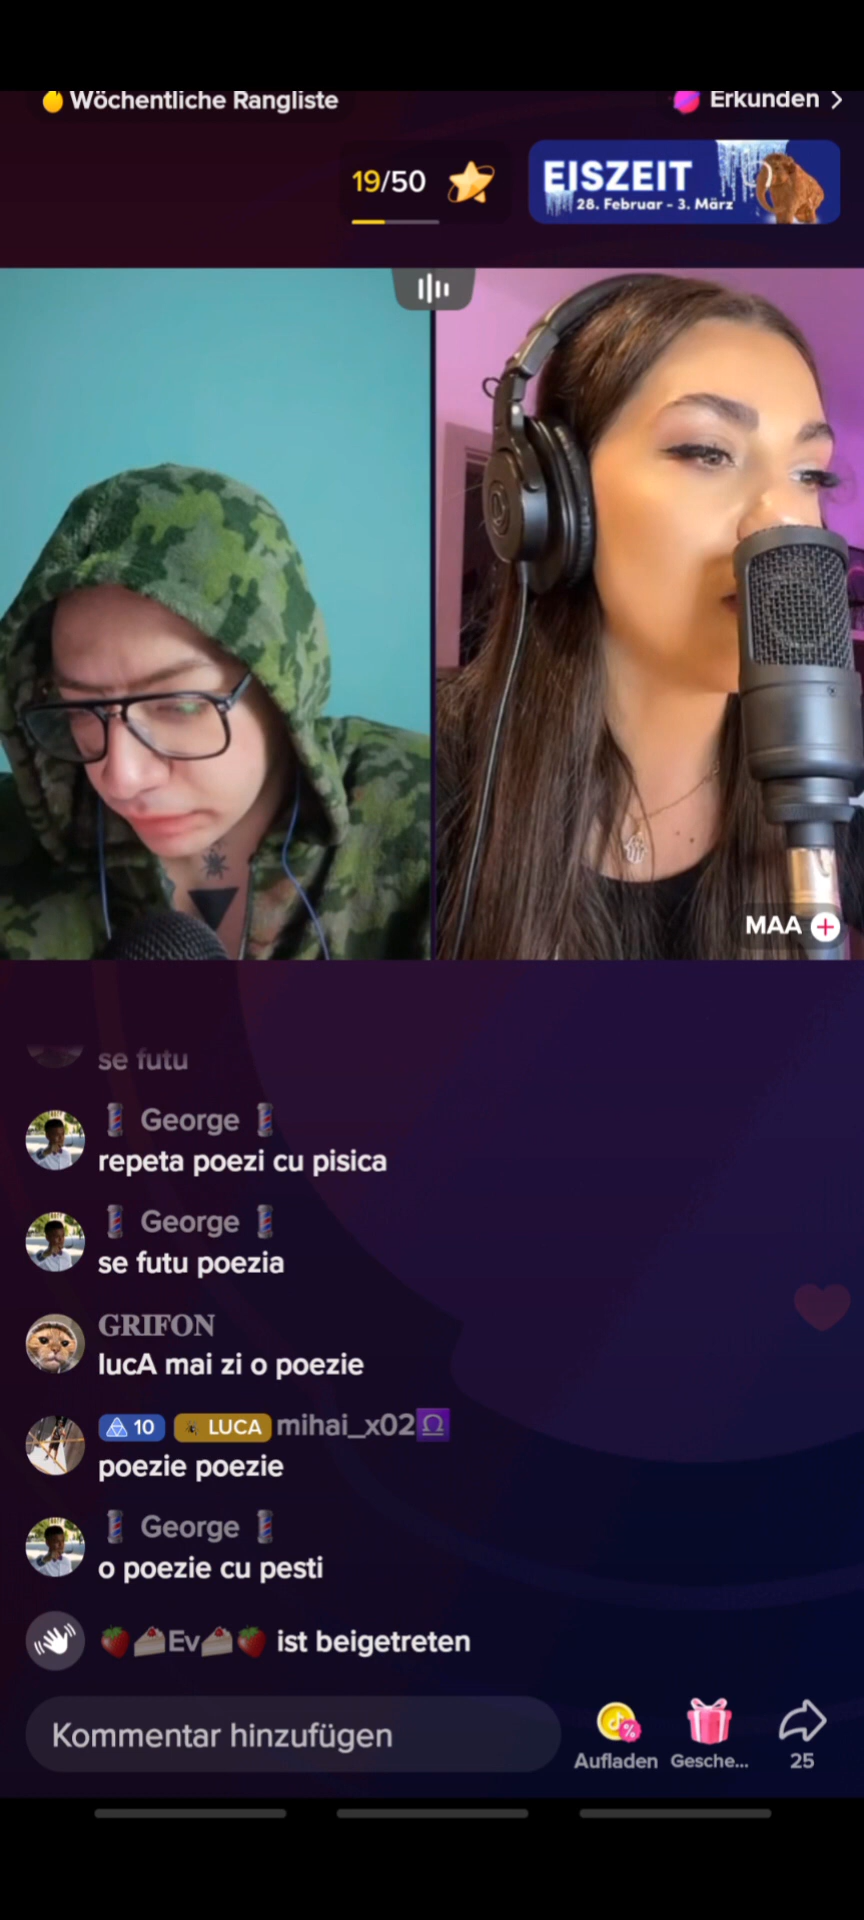 Wöchentliche Rangliste
Erkunden >
19/50
EISZEIT
28. Februar - 3. März
MAA
se futu
💈 George 💈
repeta poezi cu pisica
💈 George 💈
se futu poezia
GRIFON
lucA mai zi o poezie
10 LUCA mihai_x02♎
poezie poezie
💈 George 💈
o poezie cu pesti
🍓🍰Ev🍰🍓 ist beigetreten
Kommentar hinzufügen
Aufladen
Gesche...
25